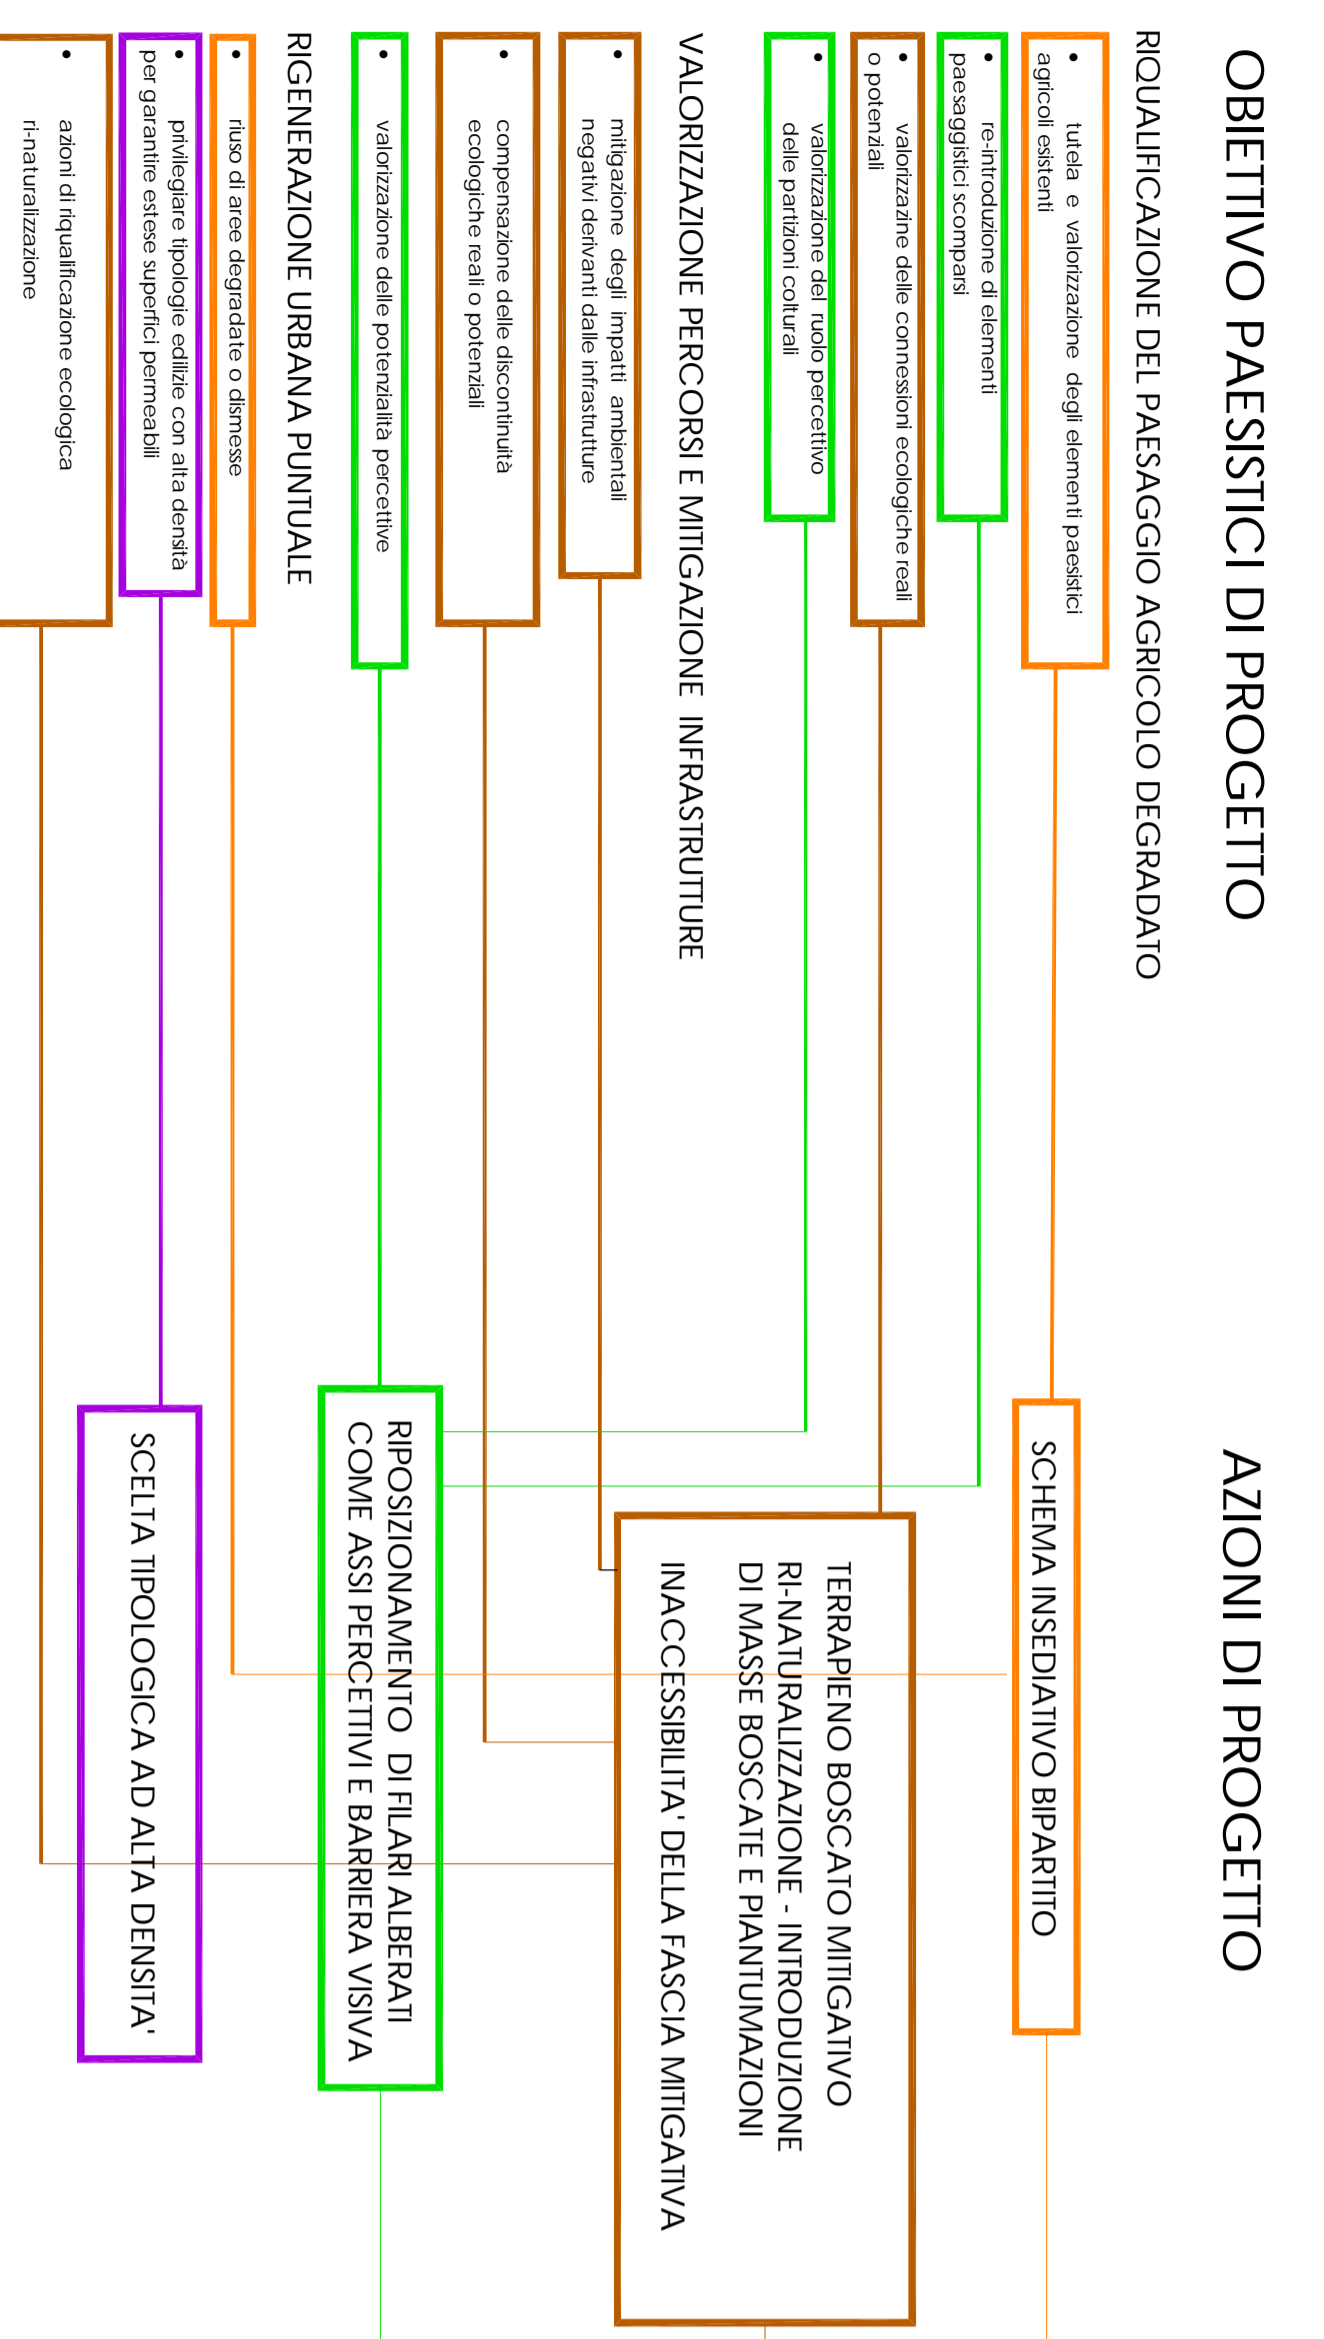 OBIETTIVO PAESISTICI DI PROGETTO
RIQUALIFICAZIONE DEL PAESAGGIO AGRICOLO DEGRADATO
• tutela e valorizzazione degli elementi paesistici
agricoli esistenti
• re-introduzione di elementi
paesaggistici scomparsi
• valorizzazine delle connessioni ecologiche reali
o potenziali
• valorizzazione del ruolo percettivo
delle partizioni colturali
VALORIZZAZIONE PERCORSI E MITIGAZIONE INFRASTRUTTURE
• mitigazione degli impatti ambientali
negativi derivanti dalle infrastrutture
• compensazione delle discontinuità
ecologiche reali o potenziali
• valorizzazione delle potenzialità percettive
RIGENERAZIONE URBANA PUNTUALE
• riuso di aree degradate o dismesse
• privilegiare tipologie edilizie con alta densità
per garantire estese superfici permeabili
• azioni di riqualificazione ecologica
ri-naturalizzazione
AZIONI DI PROGETTO
SCHEMA INSEDIATIVO BIPARTITO
TERRAPIENO BOSCATO MITIGATIVO
RI-NATURALIZZAZIONE - INTRODUZIONE
DI MASSE BOSCATE E PIANTUMAZIONI
INACCESSIBILITA' DELLA FASCIA MITIGATIVA
RIPOSIZIONAMENTO DI FILARI ALBERATI
COME ASSI PERCETTIVI E BARRIERA VISIVA
SCELTA TIPOLOGICA AD ALTA DENSITA'